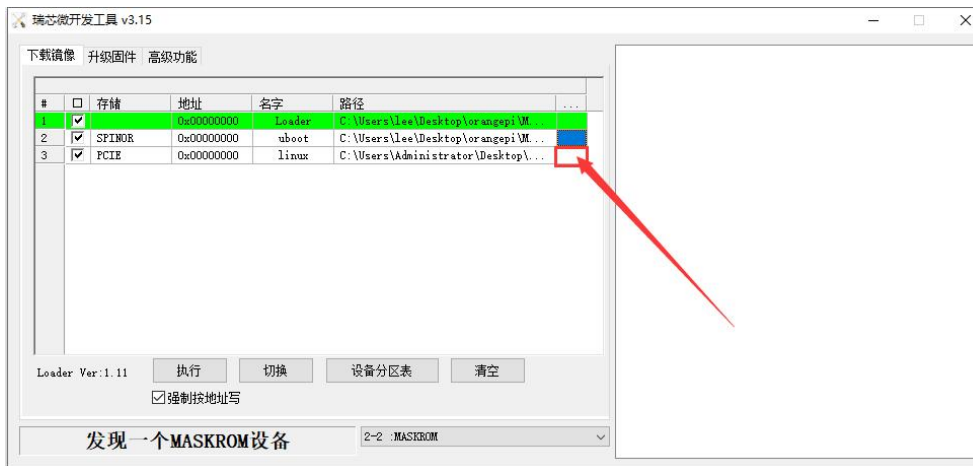 瑞芯微开发工具 v3.15
下载镜像 升级固件 高级功能
# 存储 地址 名字 路径 ...
1 0x00000000 Loader C:\Users\lee\Desktop\orangepi\M...
2 SPINOR 0x00000000 uboot C:\Users\lee\Desktop\orangepi\M...
3 PCIE 0x00000000 linux C:\Users\Administrator\Desktop\...
Loader Ver:1.11 执行 切换 设备分区表 清空
强制按地址写
发现一个MASKROM设备 2-2 :MASKROM